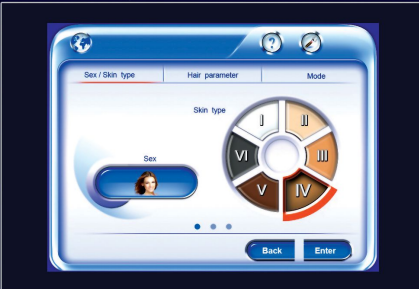 ?
Sex / Skin type
Hair parameter
Mode
Skin type
I
II
VI
III
V
IV
Sex
Back
Enter